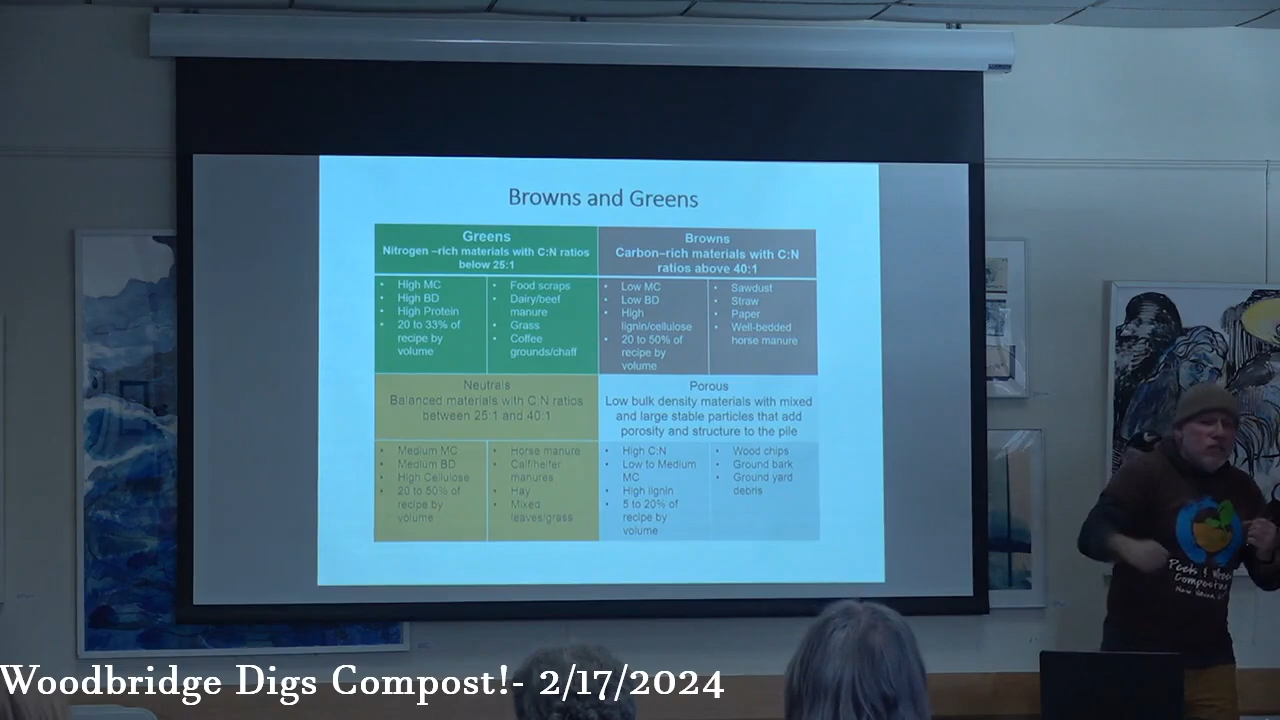 Browns and Greens
Greens
Nitrogen –rich materials with C:N ratios
below 25:1
Browns
Carbon–rich materials with C:N
ratios above 40:1
• High MC
• High BD
• High Protein
• 20 to 33% of
recipe by
volume
• Food scraps
• Dairy/beef
manure
• Grass
• Coffee
grounds/chaff
• Low MC
• Low BD
• High
lignin/cellulose
• 20 to 50% of
recipe by
volume
• Sawdust
• Straw
• Paper
• Well-bedded
horse manure
Neutrals
Balanced materials with C:N ratios
between 25:1 and 40:1
Porous
Low bulk density materials with mixed
and large stable particles that add
porosity and structure to the pile
• Medium MC
• Medium BD
• High Cellulose
• 20 to 50% of
recipe by
volume
• Horse manure
• Calf/heifer
manures
• Hay
• Mixed
leaves/grass
• High C:N
• Low to Medium
MC
• High lignin
• 5 to 20% of
recipe by
volume
• Wood chips
• Ground bark
• Ground yard
debris
Peels &
Composting
New Haven
Woodbridge Digs Compost!- 2/17/2024